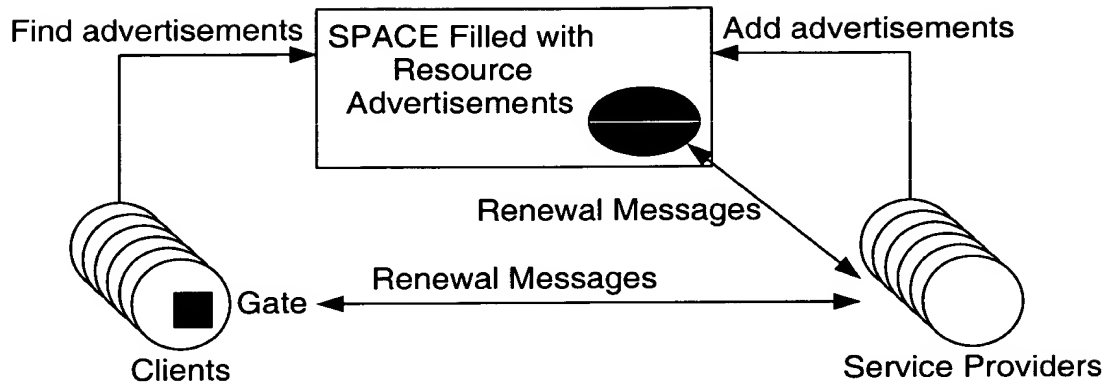 Find advertisements
SPACE Filled with
Resource
Advertisements
Add advertisements
Renewal Messages
Renewal Messages
Gate
Clients
Service Providers